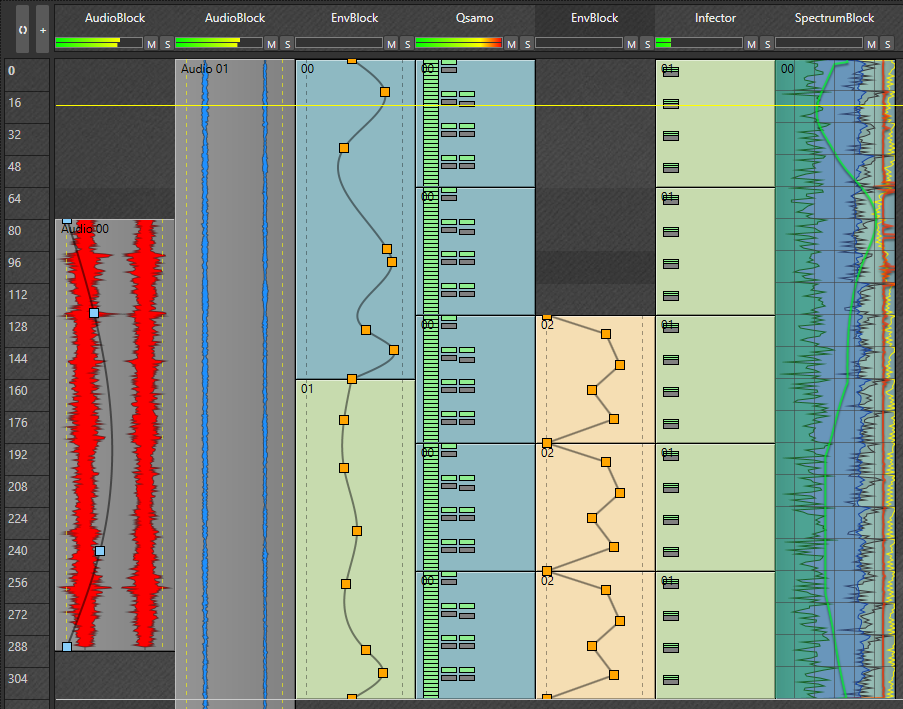 AudioBlock AudioBlock EnvBlock Qsamo EnvBlock Infector SpectrumBlock
+ M S M S M S M S M S M S M S
0 Audio 01 00 00 01 00
16
32
48
64 00 01
80 Audio 00
96
112
128 00 02 01
144
160 01
176
192 00 02 01
208
224
240
256 00 02 01
272
288
304